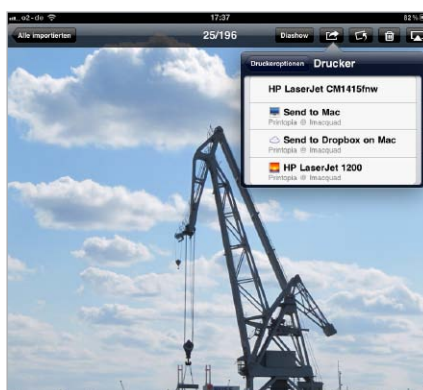 o2-de 17:37 82 %
Alle importierten 25/196 Diashow
Druckeroptionen Drucker
HP LaserJet CM1415fnw
Send to Mac
Printopia @ Imacquad
Send to Dropbox on Mac
Printopia @ Imacquad
HP LaserJet 1200
Printopia @ Imacquad